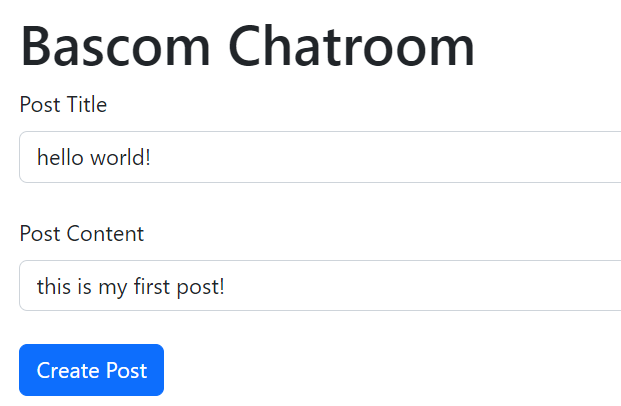 Bascom Chatroom
Post Title
hello world!
Post Content
this is my first post!
Create Post